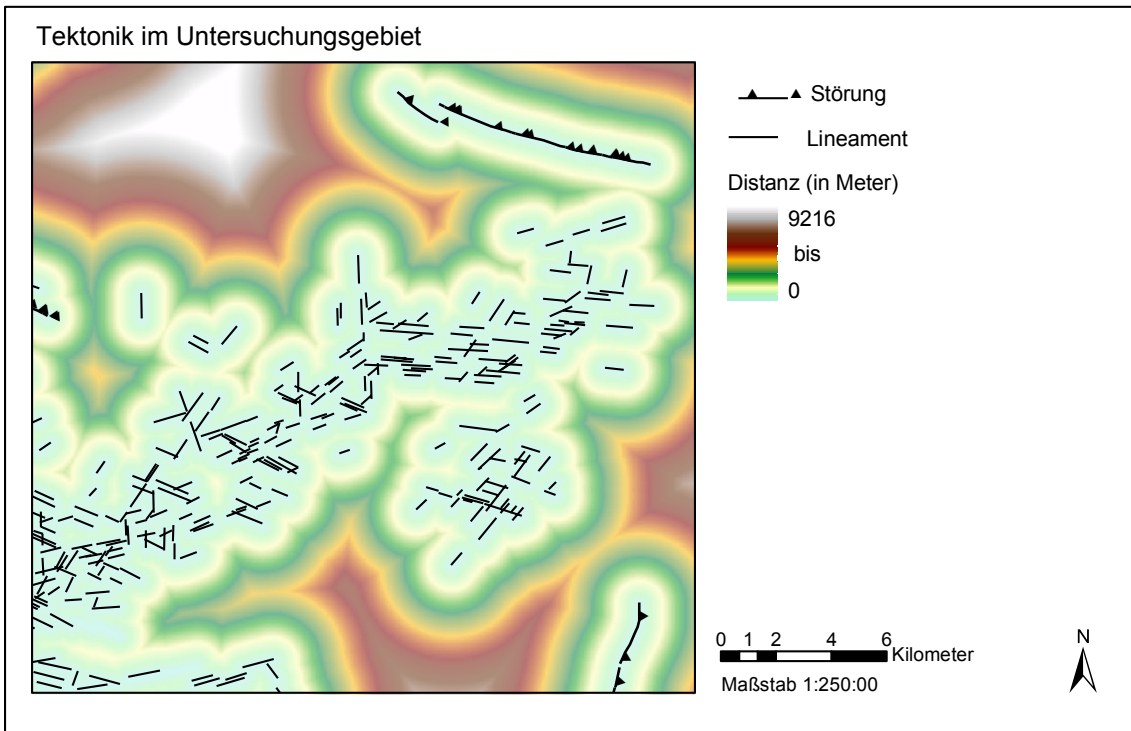 Tektonik im Untersuchungsgebiet
Störung
Lineament
Distanz (in Meter)
9216
bis
0
0 1 2 4 6
Kilometer
Maßstab 1:250:00
N